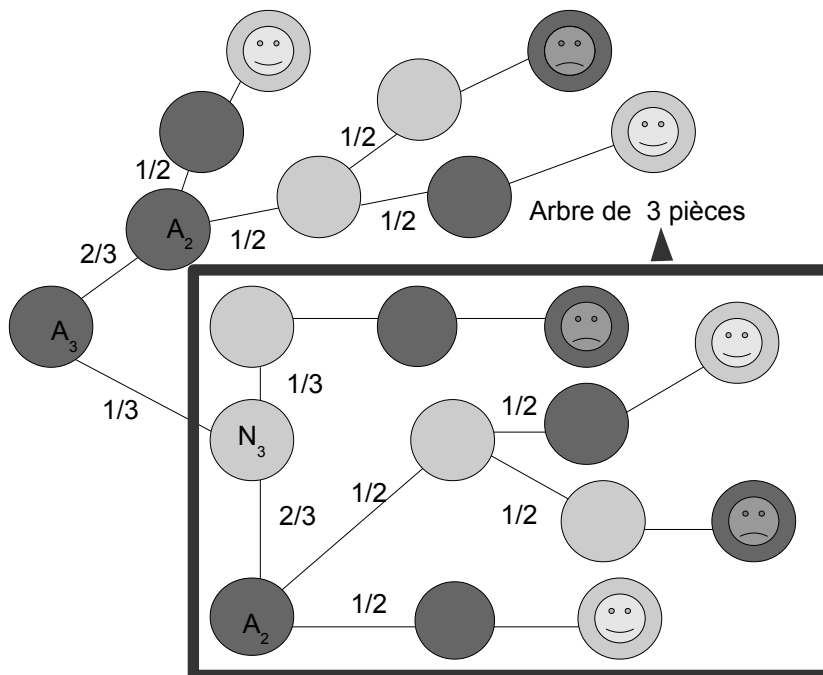 1/2
1/2
A₂
1/2
1/2
Arbre de 3 pièces
2/3
A₃
1/3
1/3
N₃
1/2
1/2
2/3
1/2
A₂
1/2